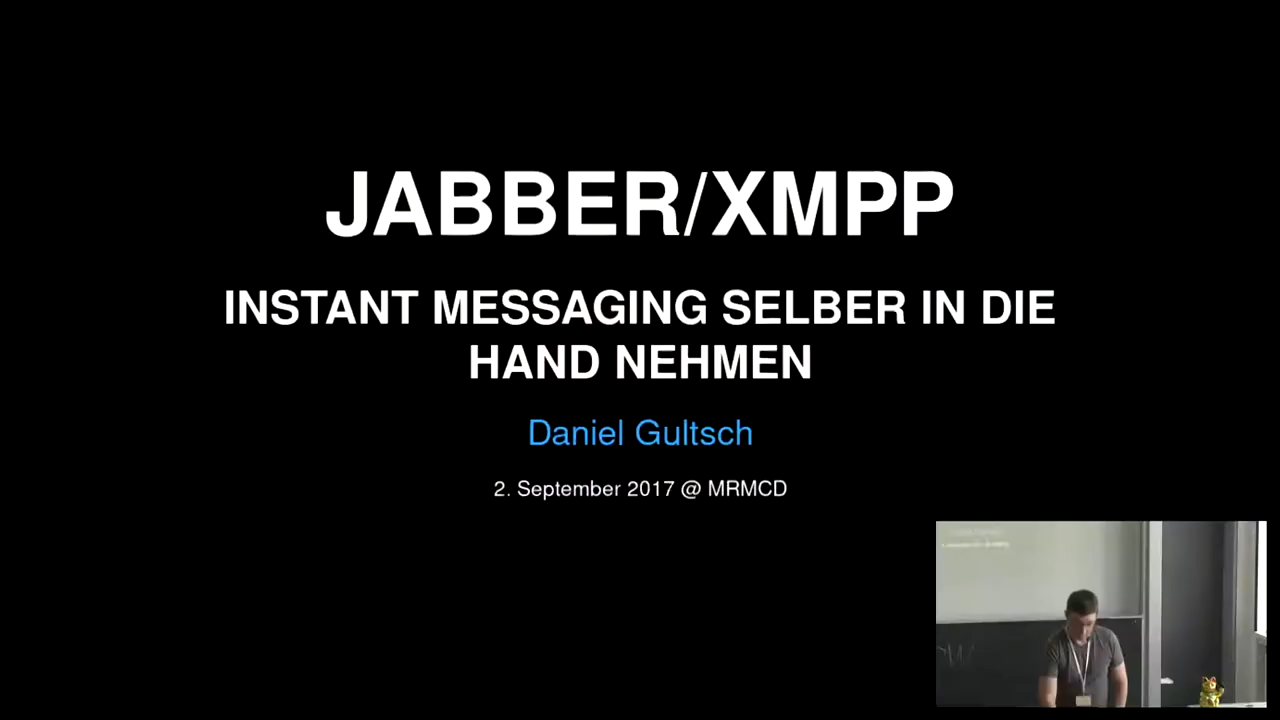 JABBER/XMPP
INSTANT MESSAGING SELBER IN DIE
HAND NEHMEN
Daniel Gultsch
2. September 2017 @ MRMCD